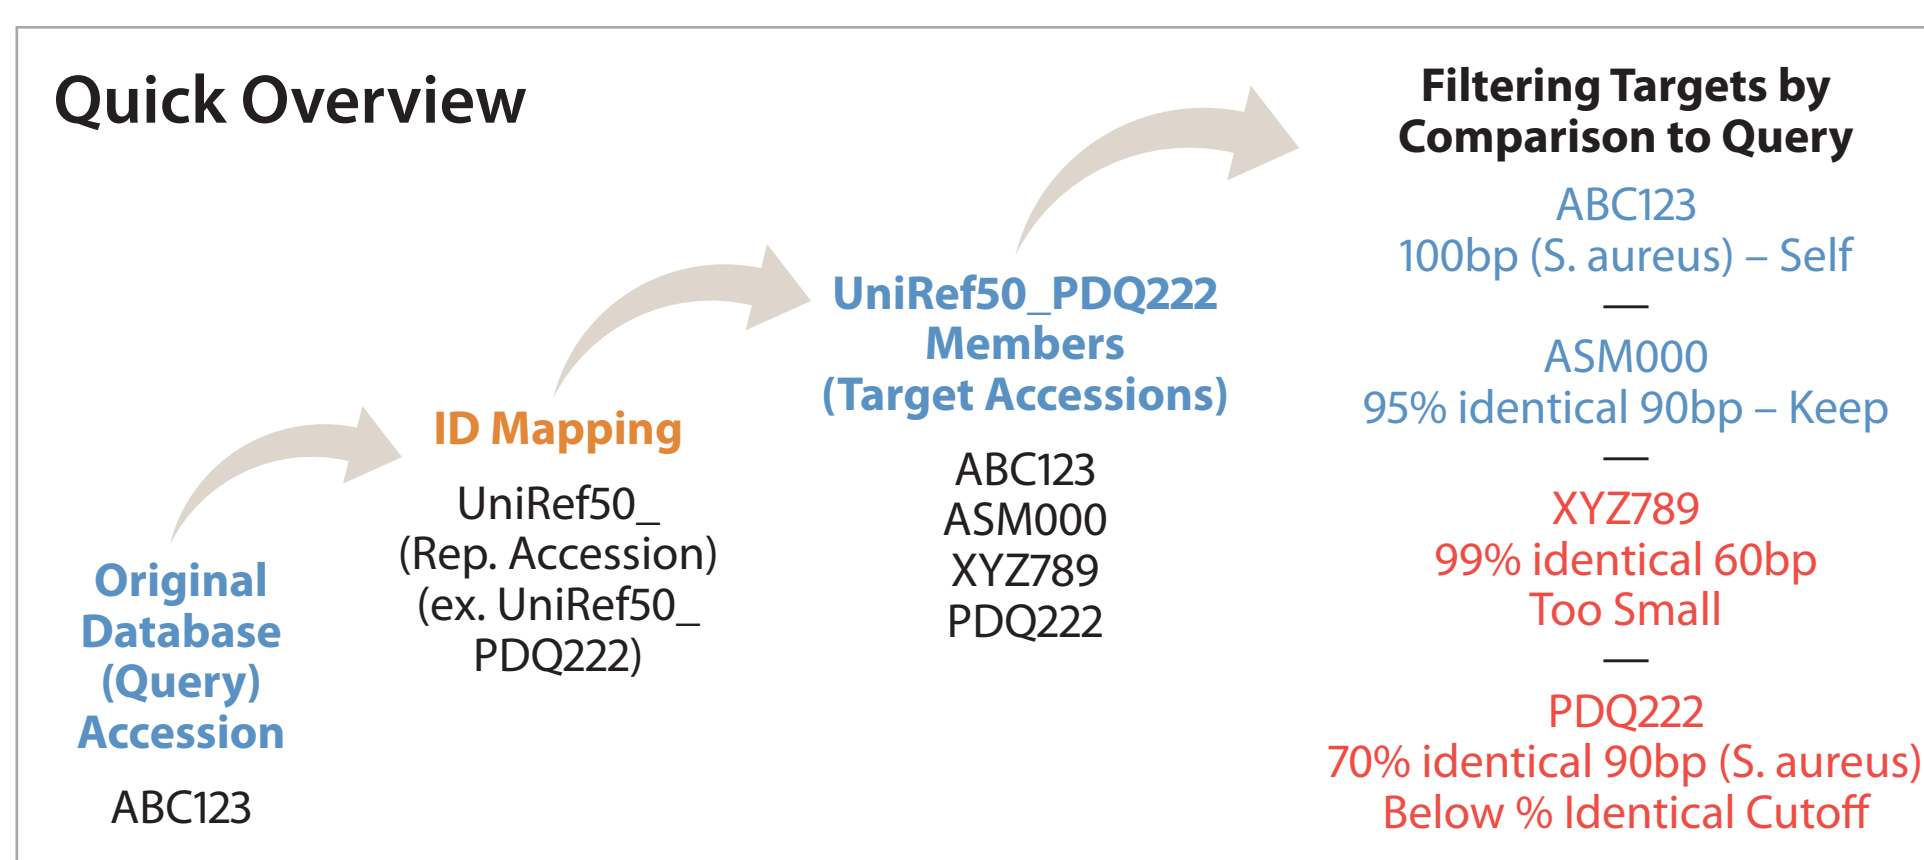 Quick Overview
Original
Database
(Query)
Accession
ABC123
ID Mapping
UniRef50_
(Rep. Accession)
(ex. UniRef50_
PDQ222)
UniRef50_PDQ222
Members
(Target Accessions)
ABC123
ASM000
XYZ789
PDQ222
Filtering Targets by
Comparison to Query
ABC123
100bp (S. aureus) – Self
—
ASM000
95% identical 90bp – Keep
—
XYZ789
99% identical 60bp
Too Small
—
PDQ222
70% identical 90bp (S. aureus)
Below % Identical Cutoff